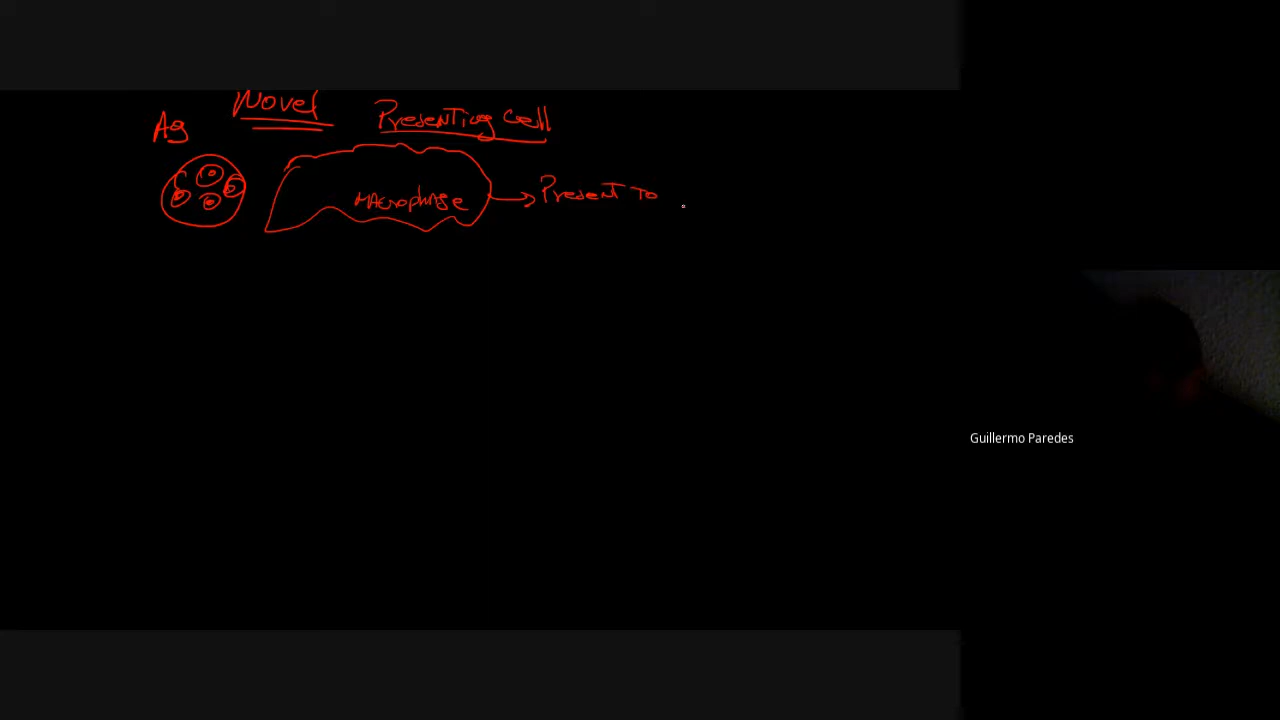 Novel
Ag
Presenting Cell
Macrophage
Present To
Guillermo Paredes